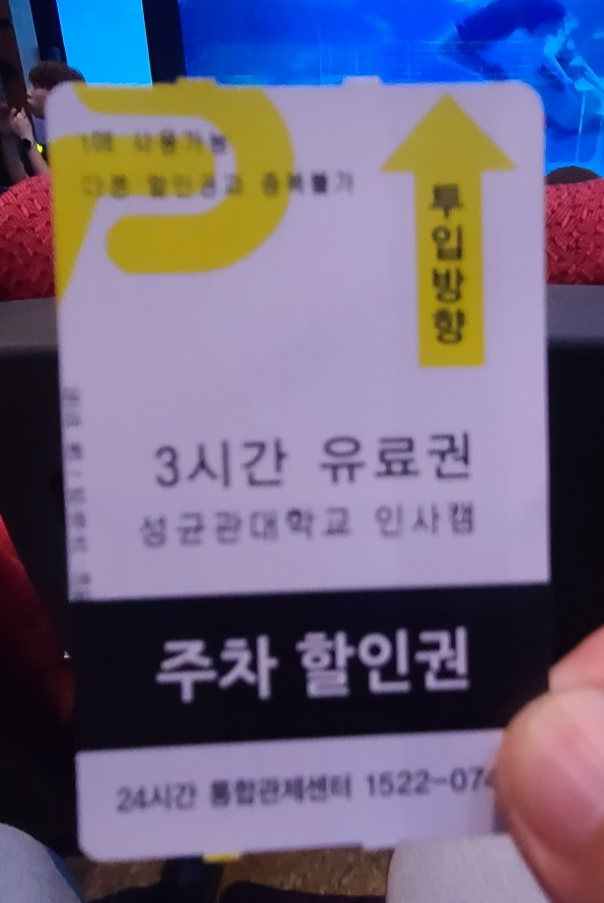 1매 사용가능
다른 할인권과 중복불가
투입방향
3시간 유료권
성균관대학교 인사캠
주차 할인권
24시간 통합관제센터 1522-074